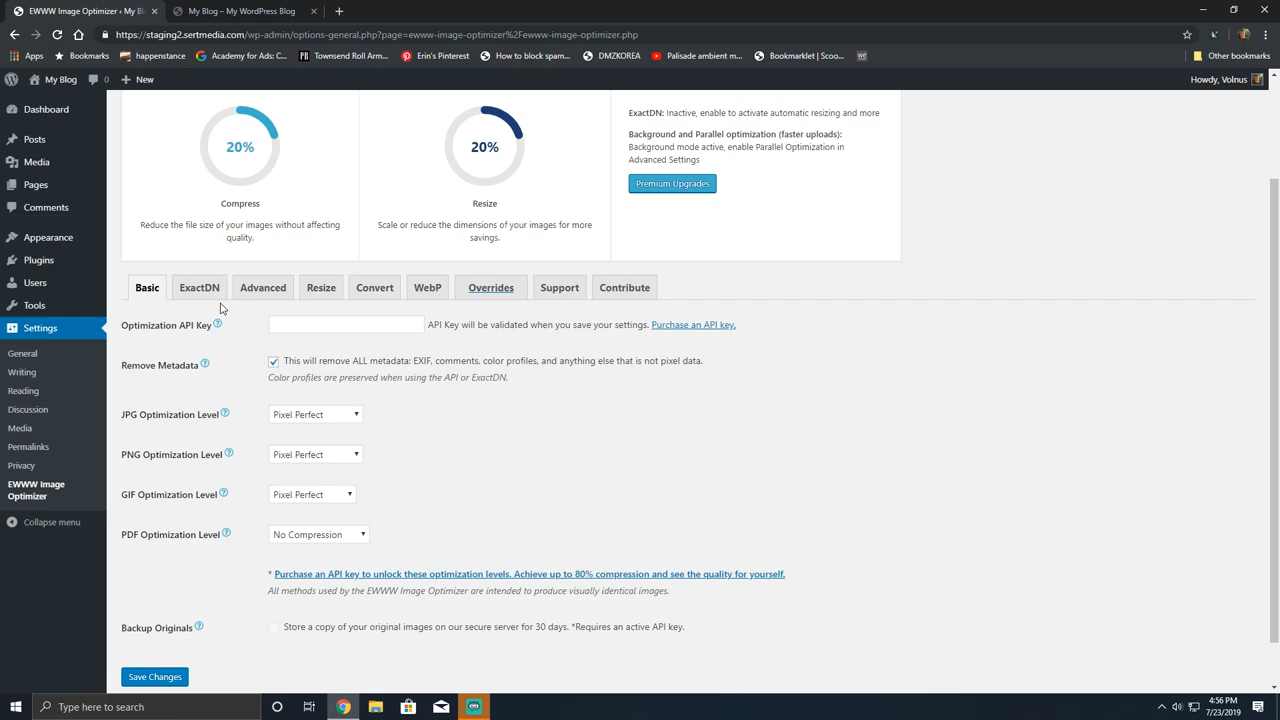 EWWW Image Optimizer ‹ My Bl
My Blog – Just another WordPress
https://staging2.sertmedia.com/wp-admin/options-general.php?page=ewww-image-optimizer%2Fewww-image-optimizer.php
Apps
Bookmarks
happenstance
Academy for Ads: C...
Townsend Roll Arm...
Erin's Pinterest
How to block spam...
DMZKOREA
Palisade ambient m...
Bookmarklet | Scoo...
Other bookmarks
My Blog
0
New
Howdy, Volnus
Dashboard
Posts
Media
Pages
Comments
Appearance
Plugins
Users
Tools
Settings
General
Writing
Reading
Discussion
Media
Permalinks
Privacy
EWWW Image
Optimizer
Collapse menu
20%
Compress
Reduce the file size of your images without affecting
quality.
20%
Resize
Scale or reduce the dimensions of your images for more
savings.
ExactDN: Inactive, enable to activate automatic resizing and more
Background and Parallel optimization (faster uploads):
Background mode active, enable Parallel Optimization in
Advanced Settings
Premium Upgrades
Basic
ExactDN
Advanced
Resize
Convert
WebP
Overrides
Support
Contribute
Optimization API Key
API Key will be validated when you save your settings. Purchase an API key.
Remove Metadata
This will remove ALL metadata: EXIF, comments, color profiles, and anything else that is not pixel data.
Color profiles are preserved when using the API or ExactDN.
JPG Optimization Level
Pixel Perfect
PNG Optimization Level
Pixel Perfect
GIF Optimization Level
Pixel Perfect
PDF Optimization Level
No Compression
* Purchase an API key to unlock these optimization levels. Achieve up to 80% compression and see the quality for yourself.
All methods used by the EWWW Image Optimizer are intended to produce visually identical images.
Backup Originals
Store a copy of your original images on our secure server for 30 days. *Requires an active API key.
Save Changes
Type here to search
4:56 PM
7/23/2019